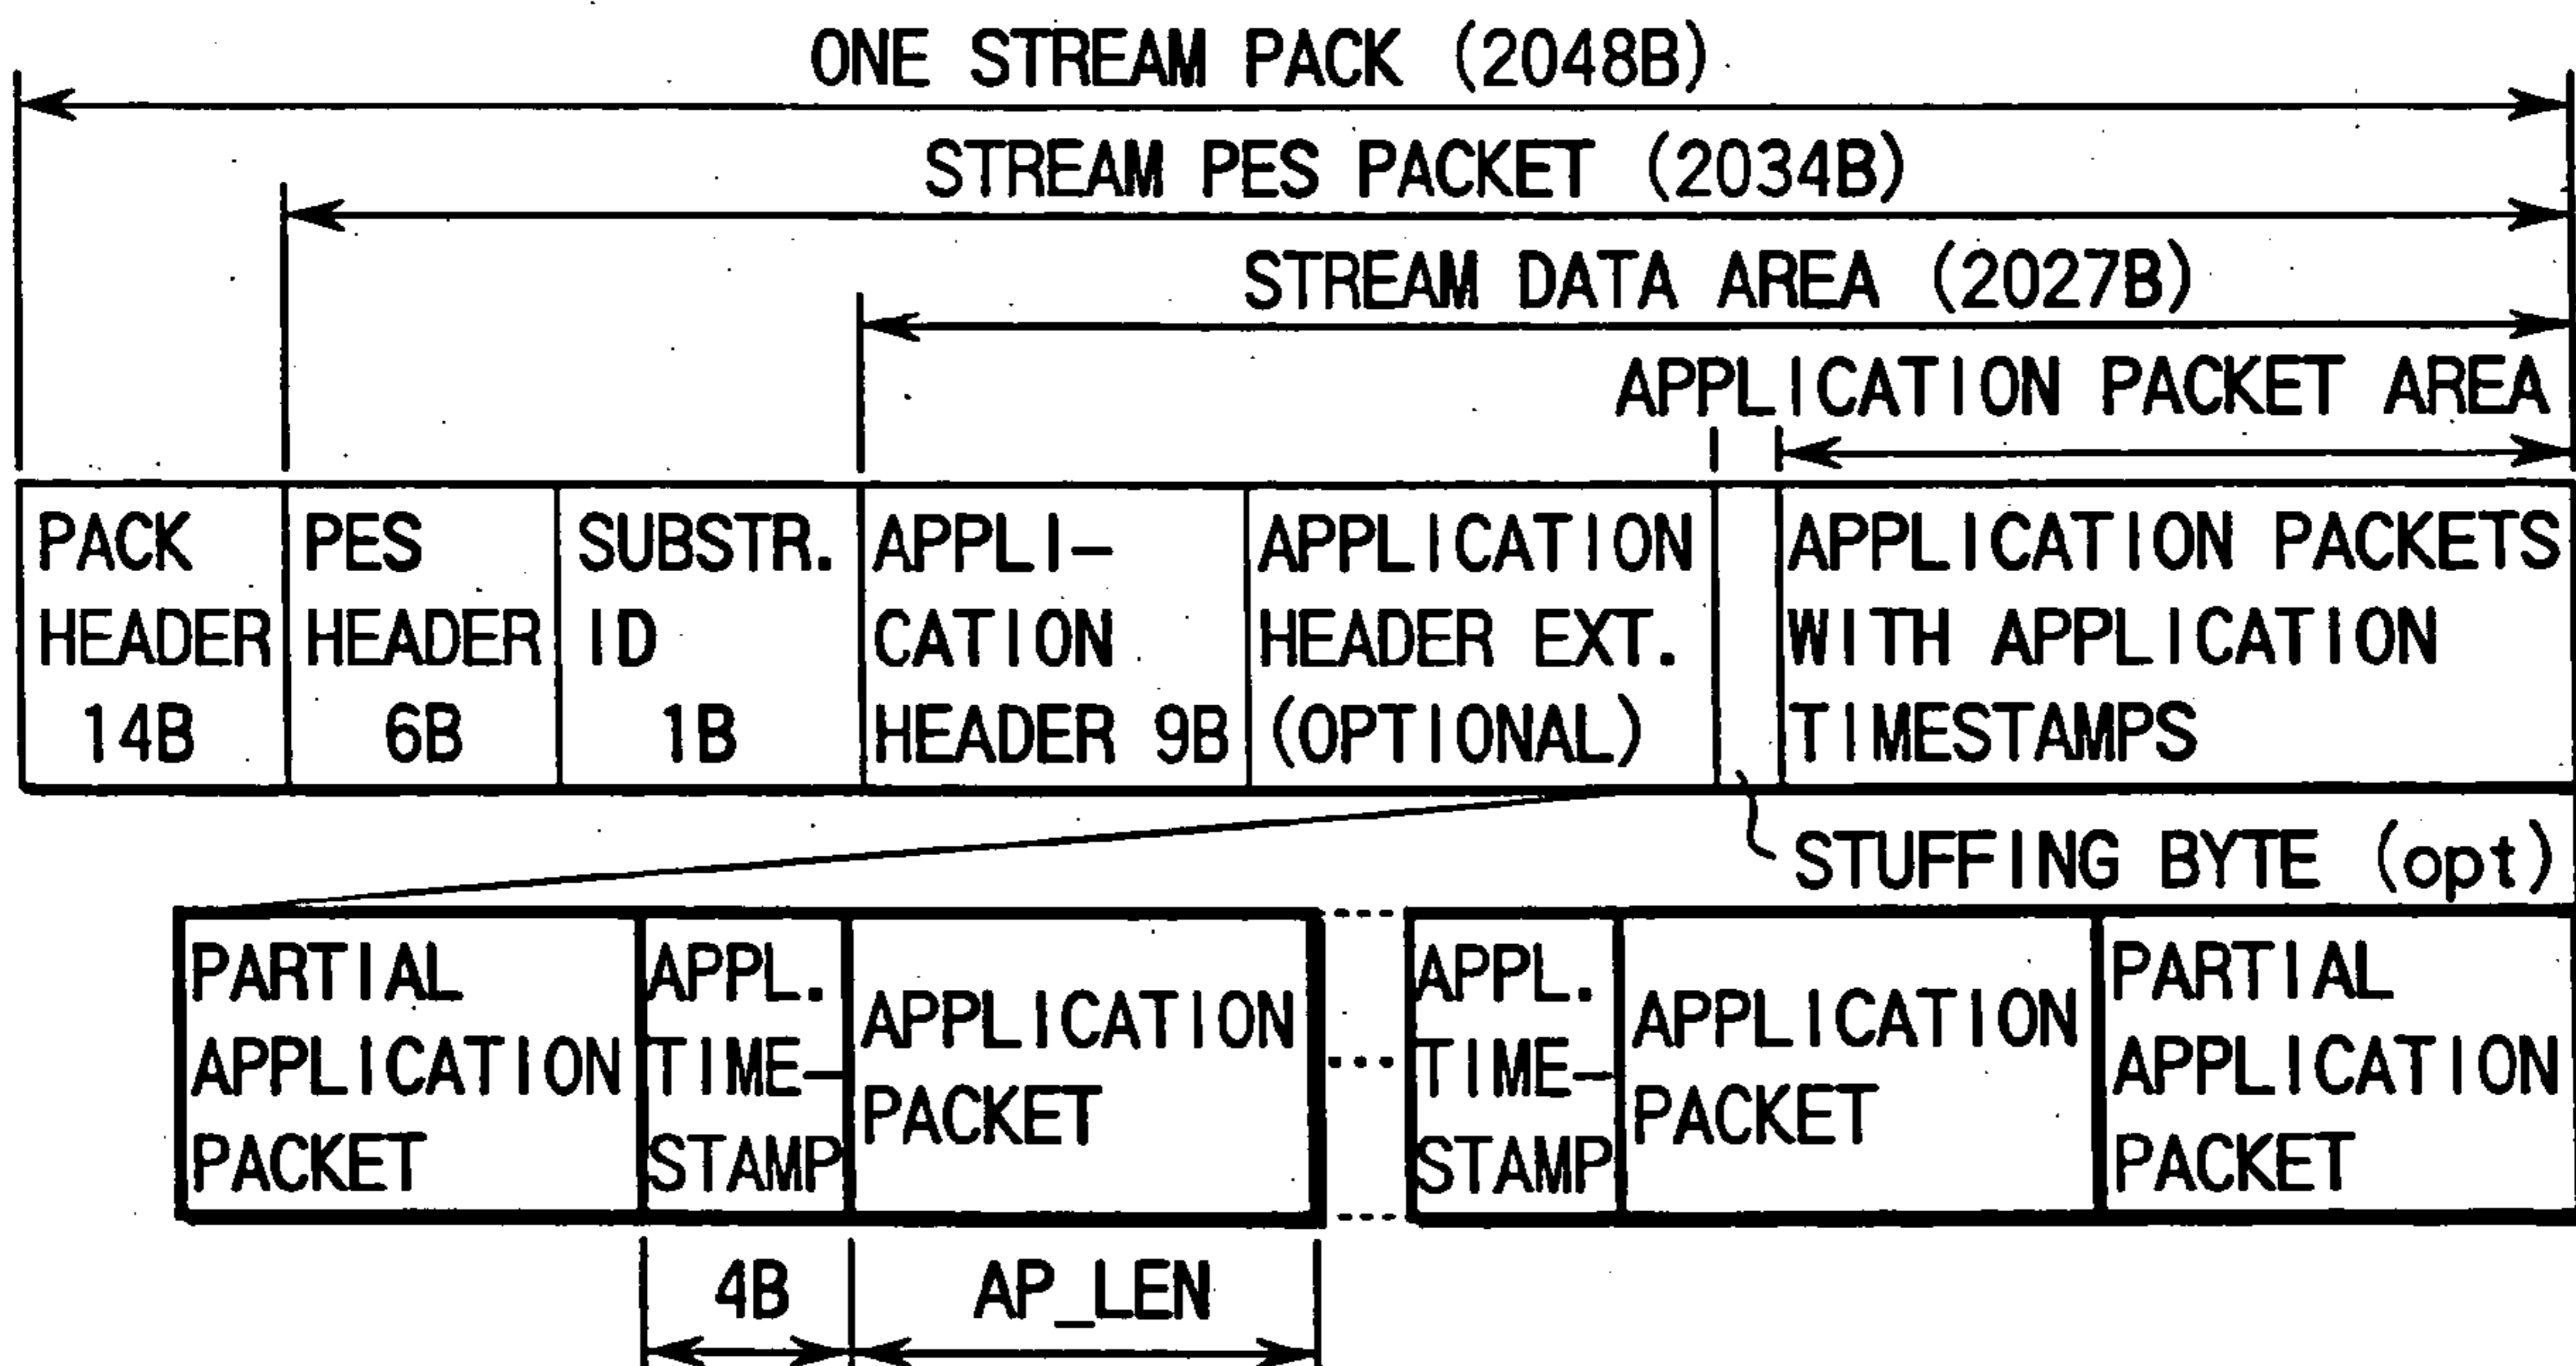 ONE STREAM PACK (2048B)
STREAM PES PACKET (2034B)
STREAM DATA AREA (2027B)
APPLICATION PACKET AREA
PACK
HEADER
14B
PES
HEADER
6B
SUBSTR.
ID
1B
APPLI-
CATION
HEADER 9B
APPLICATION
HEADER EXT.
(OPTIONAL)
APPLICATION PACKETS
WITH APPLICATION
TIMESTAMPS
STUFFING BYTE (opt)
PARTIAL
APPLICATION
PACKET
APPL.
TIME-
STAMP
APPLICATION
PACKET
...
APPL.
TIME-
STAMP
APPLICATION
PACKET
PARTIAL
APPLICATION
PACKET
4B
AP_LEN